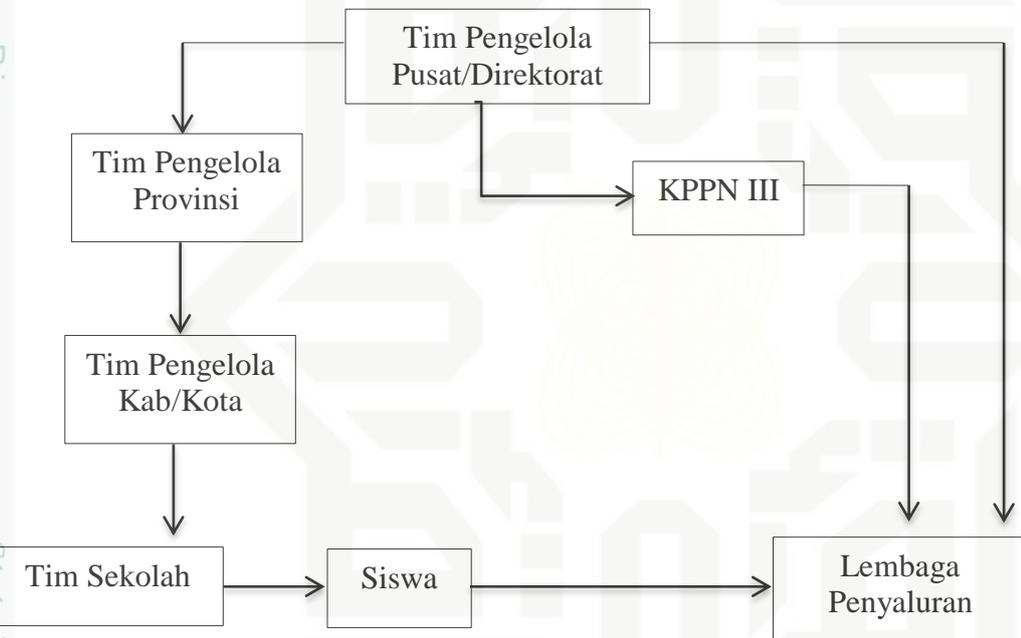 Tim Pengelola
Pusat/Direktorat
Tim Pengelola
Provinsi
KPPN III
Tim Pengelola
Kab/Kota
Tim Sekolah
Siswa
Lembaga
Penyaluran